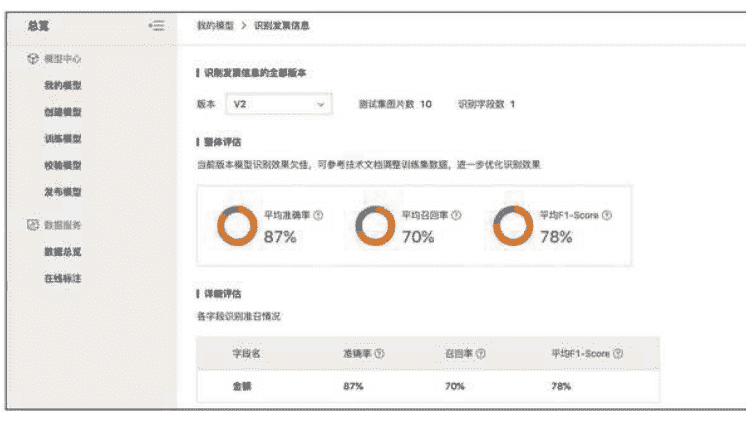 总览
我的模型 > 识别发票信息
模型中心
我的模型
创建模型
训练模型
校验模型
发布模型
数据服务
数据总览
在线标注
识别发票信息的全部版本
版本 V2 测试集图片数 10 识别字段数 1
整体评估
当前版本模型识别效果欠佳，可参考技术文档调整训练集数据，进一步优化识别效果
平均准确率 ? 平均召回率 ? 平均F1-Score ?
87% 70% 78%
详细评估
各字段识别准召情况
字段名 准确率 ? 召回率 ? 平均F1-Score ?
金额 87% 70% 78%